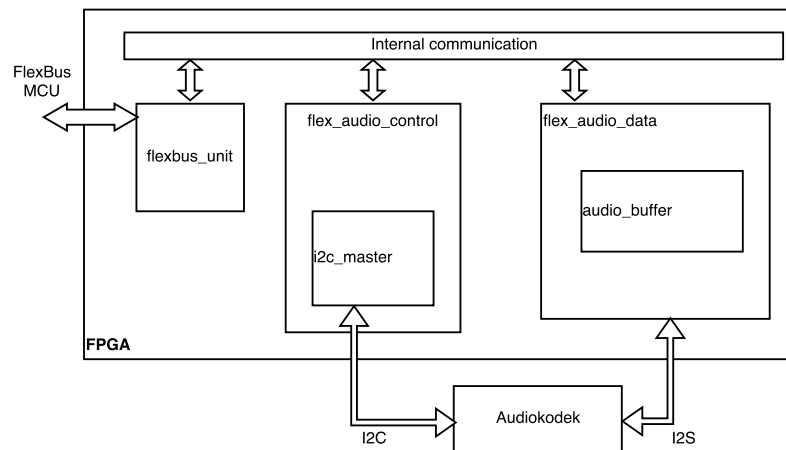 Internal communication
FlexBus
MCU
flexbus_unit
flex_audio_control
flex_audio_data
audio_buffer
i2c_master
FPGA
Audiokodek
I2C
I2S